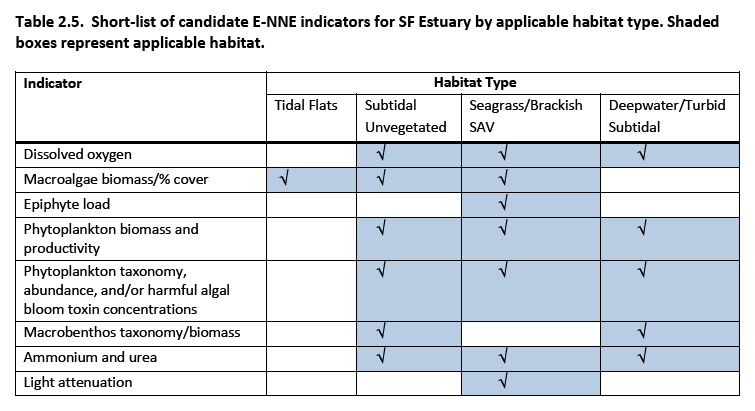 Table 2.5.  Short-list of candidate E-NNE indicators for SF Estuary by applicable habitat type. Shaded
boxes represent applicable habitat.
Indicator
Habitat Type
Tidal Flats
Subtidal
Unvegetated
Seagrass/Brackish
SAV
Deepwater/Turbid
Subtidal
Dissolved oxygen √ √ √
Macroalgae biomass/% cover √ √ √
Epiphyte load √
Phytoplankton biomass and √ √ √
productivity
Phytoplankton taxonomy, √ √ √
abundance, and/or harmful algal
bloom toxin concentrations
Macrobenthos taxonomy/biomass √ √
Ammonium and urea √ √ √
Light attenuation √